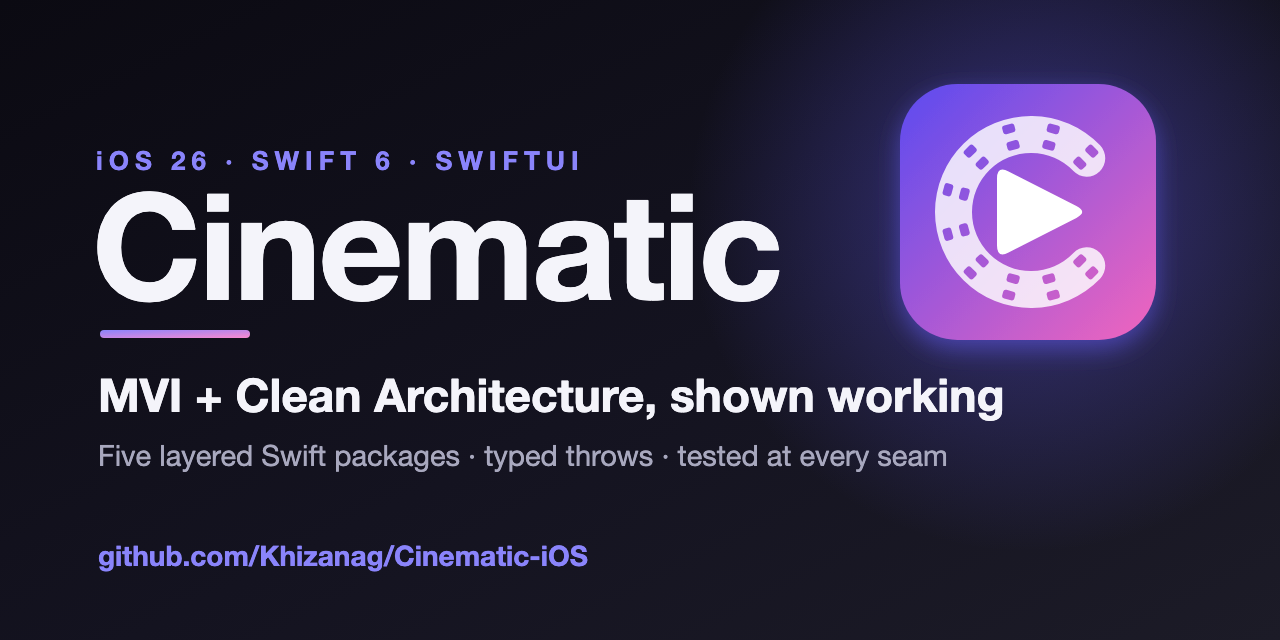 iOS 26 · SWIFT 6 · SWIFTUI
Cinematic
MVI + Clean Architecture, shown working
Five layered Swift packages · typed throws · tested at every seam
github.com/Khizanag/Cinematic-iOS